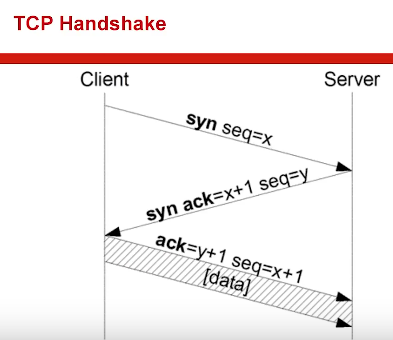 TCP Handshake
Client
Server
syn seq=x
syn ack=x+1 seq=y
ack=y+1 seq=x+1
[data]